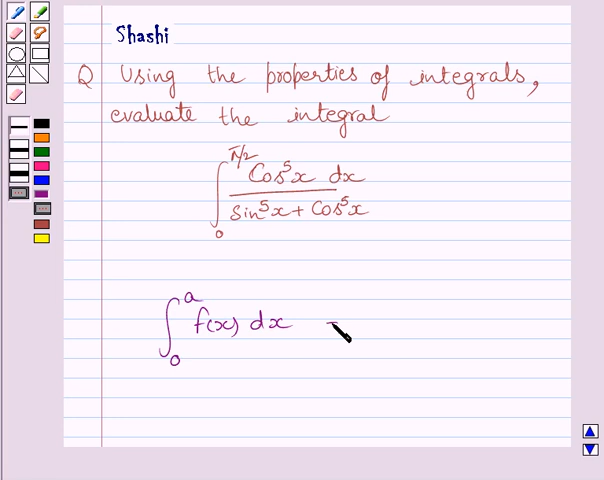 Shashi
Q Using the properties of integrals,
evaluate the integral
∫₀^π/2 Cos⁵x dx / sin⁵x + Cos⁵x
∫₀^a f(x) dx